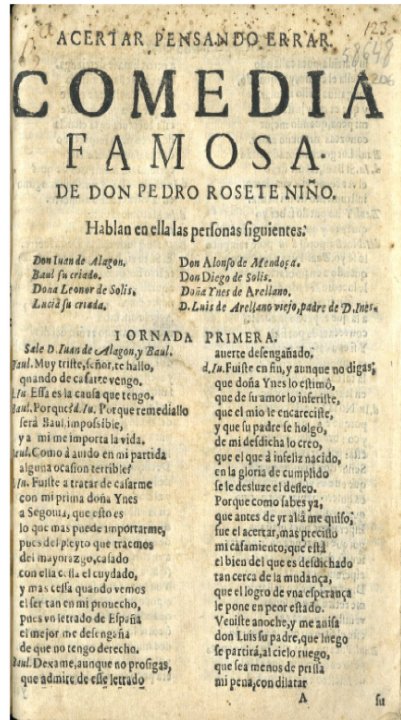 123.
58648
206
ACERTAR PENSANDO ERRAR.
COMEDIA
FAMOSA.
DE DON PEDRO ROSETE NIÑO.
Hablan en ella las personas siguientes.
Don Iuan de Alagon.
Baul su criado.
Dona Leonor de Solis.
Lucia su criada.
Don Alonso de Mendoça.
Don Diego de Solis.
Doña Ynes de Arellano.
D. Luis de Arellano viejo, padre de D. Ines.
IORNADA PRIMERA.
Sale D. Iuan de Alagon, y Baul.
Baul. Muy triste, señor, te hallo,
quando de casarte vengo.
d. Iu. Essa es la causa que tengo.
Baul. Porque? d. Iu. Porque remediallo
será Baul impossible,
y a mi me importa la vida.
Baul. Como à auido en mi partida
alguna ocasion terrible?
d. Iu. Fuiste a tratar de casarme
con mi prima doña Ynes
a Segouia, que esto es
lo que mas puede importarme,
pues del pleyto que traemos
del mayorazgo, casado
con ella cessa el cuydado,
y mas cessa quando vemos
el ser tan en mi prouecho,
pues vn letrado de España
el mejor me desengaña
de que no tengo derecho.
Baul. Dexame, aunque no prosigas,
que admite de esse letrado
auerte desengañado.
d. Iu. Fuiste en fin, y aunque no digas,
que doña Ynes lo estimó,
que de su amor lo inferiste,
que el mio le encareciste,
y que su padre se holgó,
de mi desdicha lo creo,
que el que à infeliz nacido,
en la gloria de cumplido
se le desluze el desseo.
Porque como sabes ya,
que antes de yr allà me quiso,
fue el acertar, mas preciso
mi casamiento, que està
el bien del que es desdichado
tan cerca de la mudança,
que el logro de vna esperança
le pone en peor estado.
Veniste anoche, y me auisa
don Luis su padre, que luego
se partirá, al cielo ruego,
que sea menos de prissa
mi pena, con dilatar
A
su